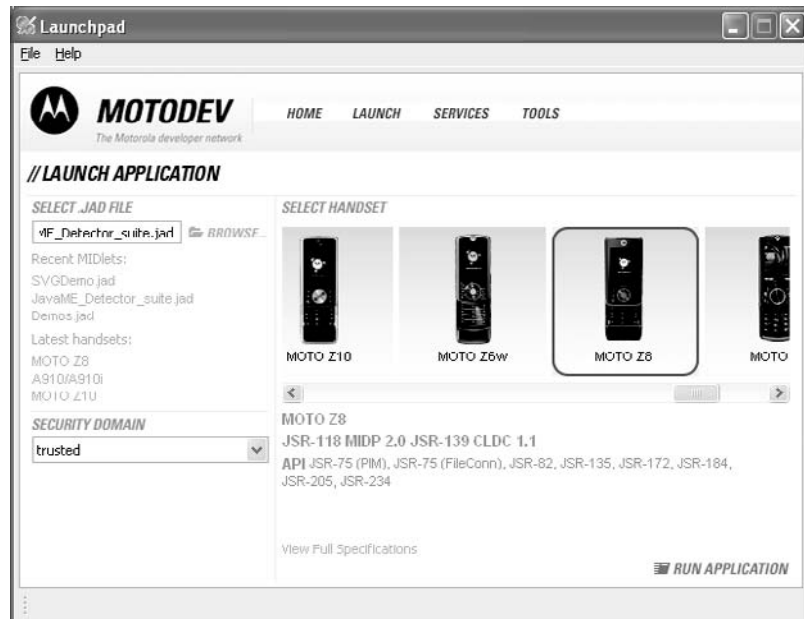 Launchpad
File Help
MOTODEV
The Motorola developer network
HOME LAUNCH SERVICES TOOLS
// LAUNCH APPLICATION
SELECT .JAD FILE
ME_Detector_suite.jad BROWSE...
Recent MIDlets:
SVGDemo.jad
JavaME_Detector_suite.jad
Demos.jad
Latest handsets:
MOTO Z8
A910/A910i
MOTO Z10
SECURITY DOMAIN
trusted
SELECT HANDSET
MOTO Z10 MOTO Z6w MOTO Z8 MOTO
MOTO Z8
JSR-118 MIDP 2.0 JSR-139 CLDC 1.1
API JSR-75 (PIM), JSR-75 (FileConn), JSR-82, JSR-135, JSR-172, JSR-184,
JSR-205, JSR-234
View Full Specifications
RUN APPLICATION